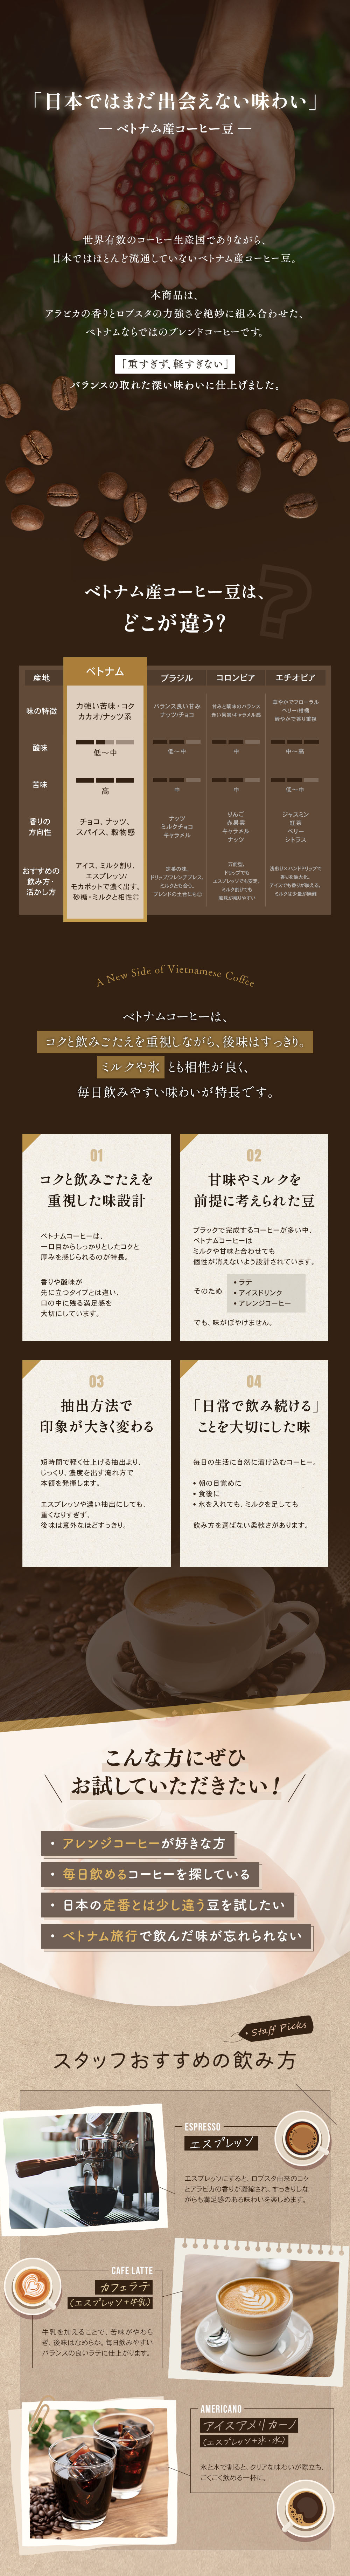 「日本ではまだ出会えない味わい」
― ベトナム産コーヒー豆 ―
世界有数のコーヒー生産国でありながら、
日本ではほとんど流通していないベトナム産コーヒー豆。
本商品は、
アラビカの香りとロブスタの力強さを絶妙に組み合わせた、
ベトナムならではのブレンドコーヒーです。
「重すぎず、軽すぎない」
バランスの取れた深い味わいに仕上げました。
?
ベトナム産コーヒー豆は、
どこが違う?
産地
ベトナム
ブラジル
コロンビア
エチオピア
味の特徴
力強い苦味・コク
カカオ/ナッツ系
バランス良い甘み
ナッツ/チョコ
甘みと酸味のバランス
赤い果実/キャラメル感
華やかでフローラル
ベリー/柑橘
軽やかで香り重視
酸味
低〜中
低〜中
中
中〜高
苦味
高
中
中
低〜中
香りの
方向性
チョコ、ナッツ、
スパイス、穀物感
ナッツ
ミルクチョコ
キャラメル
りんご
赤果実
キャラメル
ナッツ
ジャスミン
紅茶
ベリー
シトラス
おすすめの
飲み方・
活かし方
アイス、ミルク割り、
エスプレッソ/
モカポットで濃く出す。
砂糖・ミルクと相性◎
定番の味。
ドリップ/フレンチプレス。
ミルクとも合う。
ブレンドの土台にも◎
万能型。
ドリップでも
エスプレッソでも安定。
ミルク割りでも
風味が残りやすい
浅煎り×ハンドドリップで
香りを最大化。
アイスでも香りが映える。
ミルクは少量が無難
A New Side of Vietnamese Coffee
ベトナムコーヒーは、
コクと飲みごたえを重視しながら、後味はすっきり。
ミルクや氷とも相性が良く、
毎日飲みやすい味わいが特長です。
01
コクと飲みごたえを
重視した味設計
ベトナムコーヒーは、
一口目からしっかりとしたコクと
厚みを感じられるのが特長。
香りや酸味が
先に立つタイプとは違い、
口の中に残る満足感を
大切にしています。
02
甘味やミルクを
前提に考えられた豆
ブラックで完成するコーヒーが多い中、
ベトナムコーヒーは
ミルクや甘味と合わせても
個性が消えないよう設計されています。
そのため
• ラテ
• アイスドリンク
• アレンジコーヒー
でも、味がぼやけません。
03
抽出方法で
印象が大きく変わる
短時間で軽く仕上げる抽出より、
じっくり、濃度を出す淹れ方で
本領を発揮します。
エスプレッソや濃い抽出にしても、
重くなりすぎず、
後味は意外なほどすっきり。
04
「日常で飲み続ける」
ことを大切にした味
毎日の生活に自然に溶け込むコーヒー。
• 朝の目覚めに
• 食後に
• 氷を入れても、ミルクを足しても
飲み方を選ばない柔軟さがあります。
こんな方にぜひ
お試していただきたい!
• アレンジコーヒーが好きな方
• 毎日飲めるコーヒーを探している
• 日本の定番とは少し違う豆を試したい
• ベトナム旅行で飲んだ味が忘れられない
Staff Picks
スタッフおすすめの飲み方
ESPRESSO
エスプレッソ
エスプレッソにすると、ロブスタ由来のコク
とアラビカの香りが凝縮され、すっきりしな
がらも満足感のある味わいを楽しめます。
CAFE LATTE
カフェラテ
(エスプレッソ+牛乳)
牛乳を加えることで、苦味がやわら
ぎ、後味はなめらか。毎日飲みやすい
バランスの良いラテに仕上がります。
AMERICANO
アイスアメリカーノ
(エスプレッソ+氷・水)
氷と水で割ると、クリアな味わいが際立ち、
ごくごく飲める一杯に。